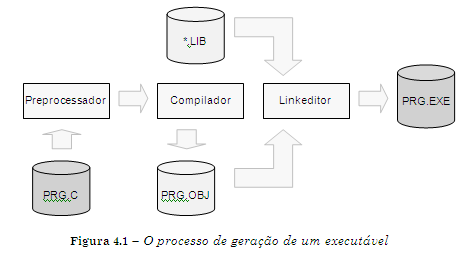 *.LIB
Preprocessador
Compilador
Linkeditor
PRG.EXE
PRG.C
PRG.OBJ
Figura 4.1 – O processo de geração de um executável